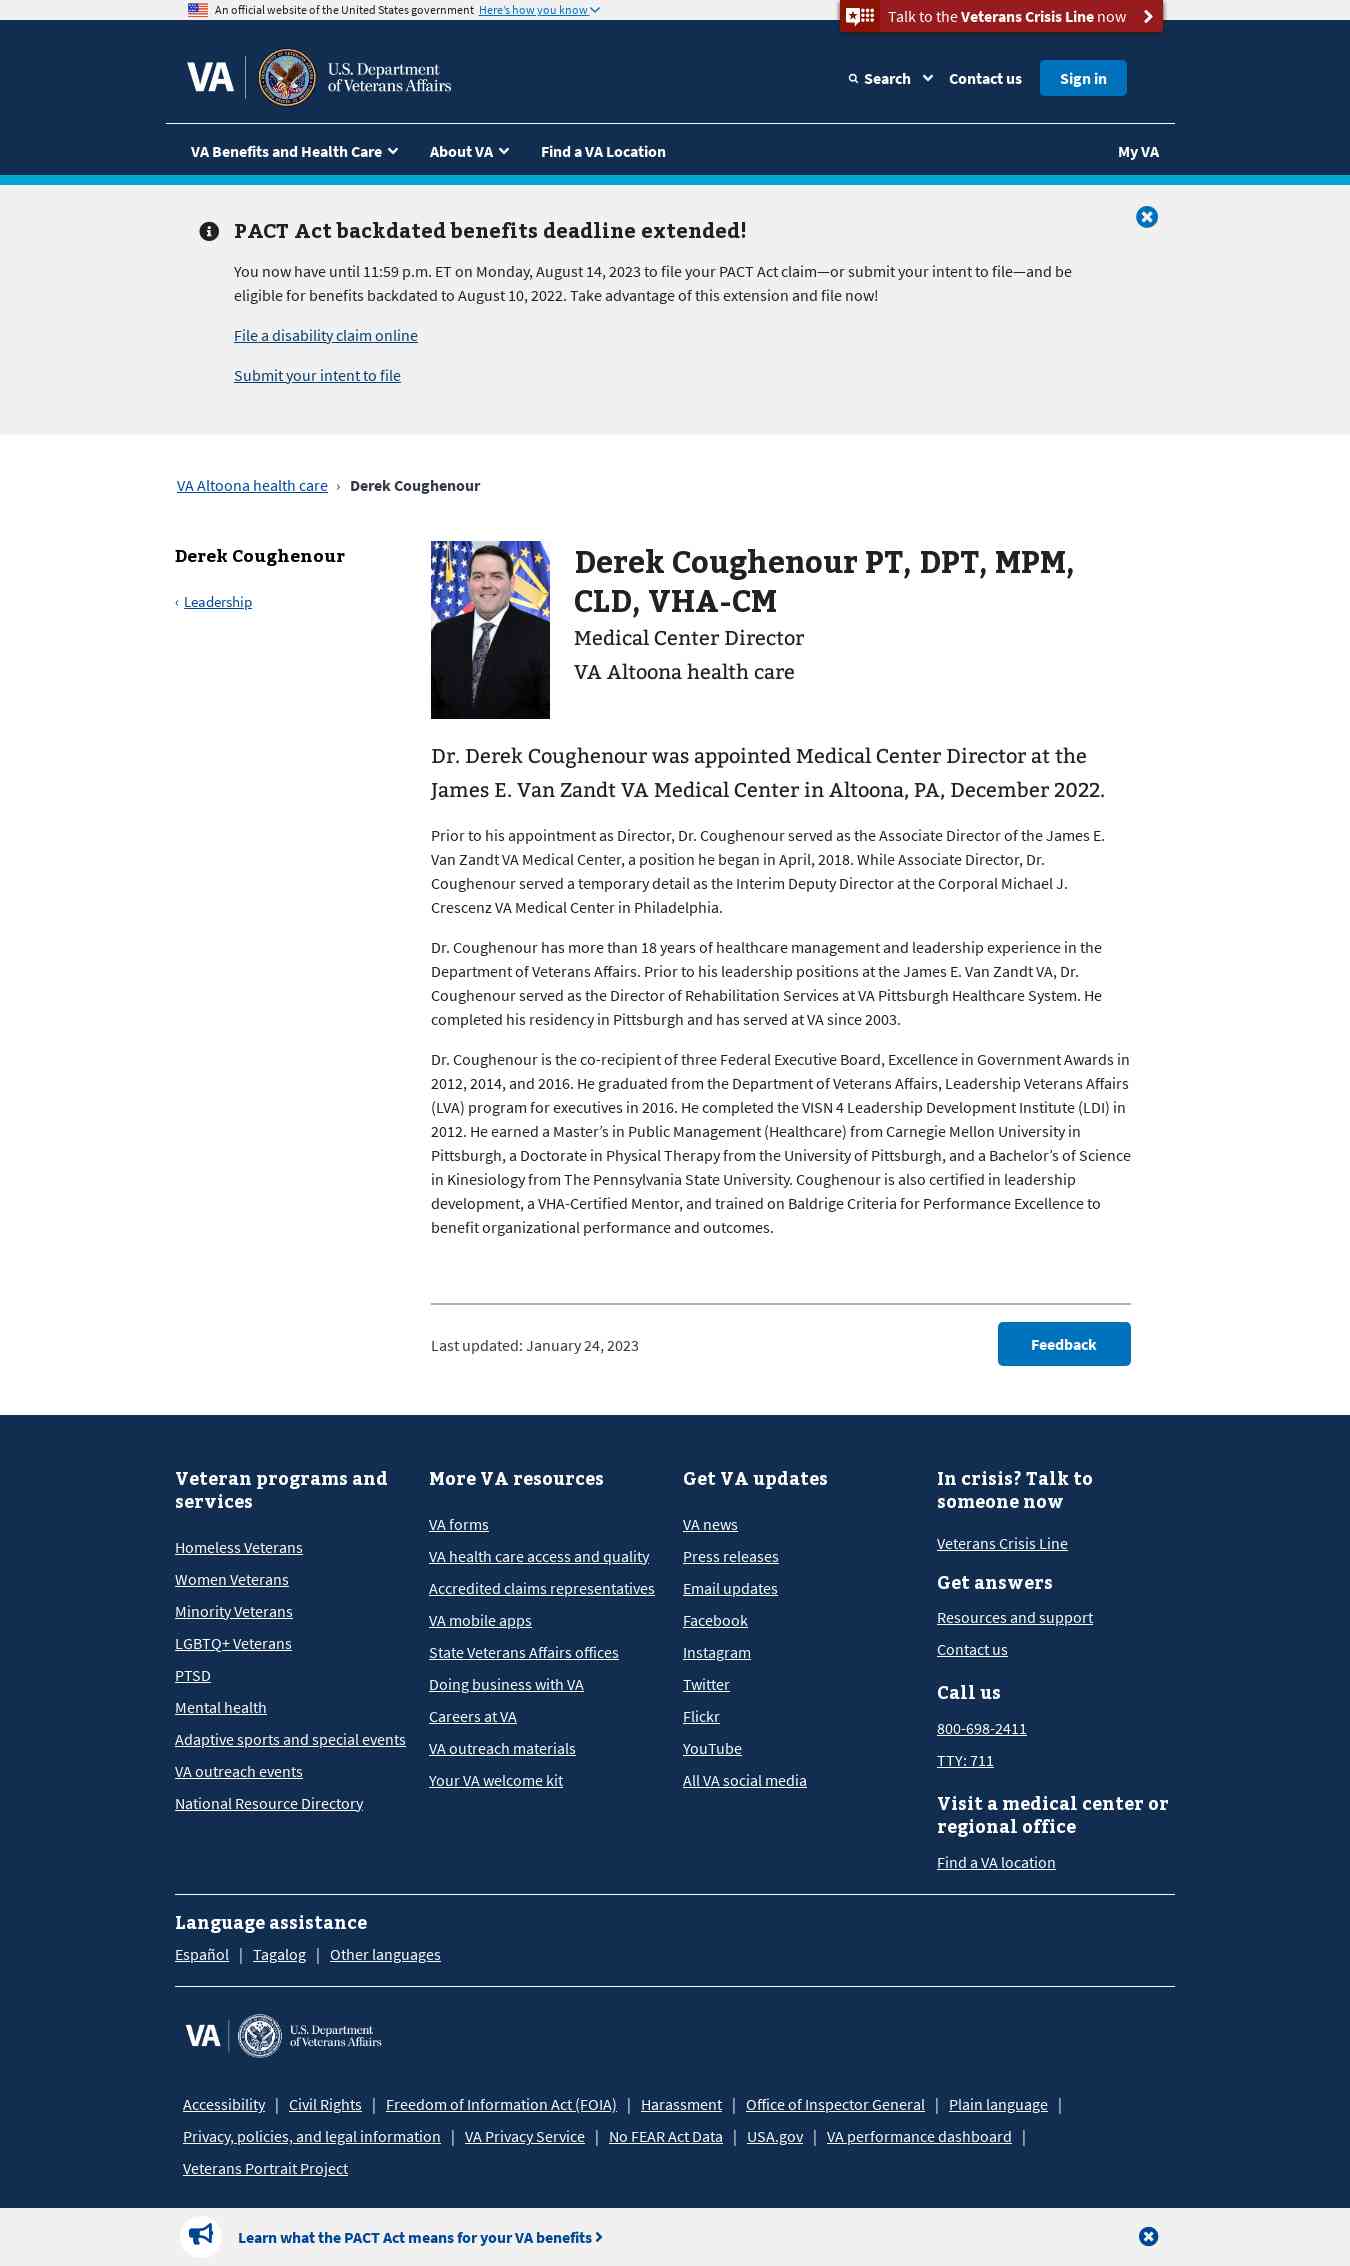 An official website of the United States government Here's how you know
Talk to the Veterans Crisis Line now
VA
U.S. Department
of Veterans Affairs
Search Contact us Sign in
VA Benefits and Health Care About VA Find a VA Location My VA
PACT Act backdated benefits deadline extended!
You now have until 11:59 p.m. ET on Monday, August 14, 2023 to file your PACT Act claim—or submit your intent to file—and be
eligible for benefits backdated to August 10, 2022. Take advantage of this extension and file now!
File a disability claim online
Submit your intent to file
VA Altoona health care › Derek Coughenour
Derek Coughenour
‹ Leadership
Derek Coughenour PT, DPT, MPM,
CLD, VHA-CM
Medical Center Director
VA Altoona health care
Dr. Derek Coughenour was appointed Medical Center Director at the
James E. Van Zandt VA Medical Center in Altoona, PA, December 2022.
Prior to his appointment as Director, Dr. Coughenour served as the Associate Director of the James E.
Van Zandt VA Medical Center, a position he began in April, 2018. While Associate Director, Dr.
Coughenour served a temporary detail as the Interim Deputy Director at the Corporal Michael J.
Crescenz VA Medical Center in Philadelphia.
Dr. Coughenour has more than 18 years of healthcare management and leadership experience in the
Department of Veterans Affairs. Prior to his leadership positions at the James E. Van Zandt VA, Dr.
Coughenour served as the Director of Rehabilitation Services at VA Pittsburgh Healthcare System. He
completed his residency in Pittsburgh and has served at VA since 2003.
Dr. Coughenour is the co-recipient of three Federal Executive Board, Excellence in Government Awards in
2012, 2014, and 2016. He graduated from the Department of Veterans Affairs, Leadership Veterans Affairs
(LVA) program for executives in 2016. He completed the VISN 4 Leadership Development Institute (LDI) in
2012. He earned a Master's in Public Management (Healthcare) from Carnegie Mellon University in
Pittsburgh, a Doctorate in Physical Therapy from the University of Pittsburgh, and a Bachelor's of Science
in Kinesiology from The Pennsylvania State University. Coughenour is also certified in leadership
development, a VHA-Certified Mentor, and trained on Baldrige Criteria for Performance Excellence to
benefit organizational performance and outcomes.
Last updated: January 24, 2023
Feedback
Veteran programs and
services
Homeless Veterans
Women Veterans
Minority Veterans
LGBTQ+ Veterans
PTSD
Mental health
Adaptive sports and special events
VA outreach events
National Resource Directory
More VA resources
VA forms
VA health care access and quality
Accredited claims representatives
VA mobile apps
State Veterans Affairs offices
Doing business with VA
Careers at VA
VA outreach materials
Your VA welcome kit
Get VA updates
VA news
Press releases
Email updates
Facebook
Instagram
Twitter
Flickr
YouTube
All VA social media
In crisis? Talk to
someone now
Veterans Crisis Line
Get answers
Resources and support
Contact us
Call us
800-698-2411
TTY: 711
Visit a medical center or
regional office
Find a VA location
Language assistance
Español | Tagalog | Other languages
VA
U.S. Department
of Veterans Affairs
Accessibility | Civil Rights | Freedom of Information Act (FOIA) | Harassment | Office of Inspector General | Plain language |
Privacy, policies, and legal information | VA Privacy Service | No FEAR Act Data | USA.gov | VA performance dashboard |
Veterans Portrait Project
Learn what the PACT Act means for your VA benefits